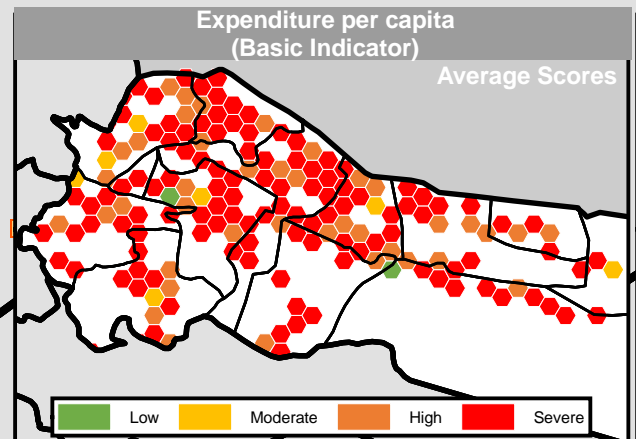 Expenditure per capita
(Basic Indicator)
Average Scores
Low Moderate High Severe